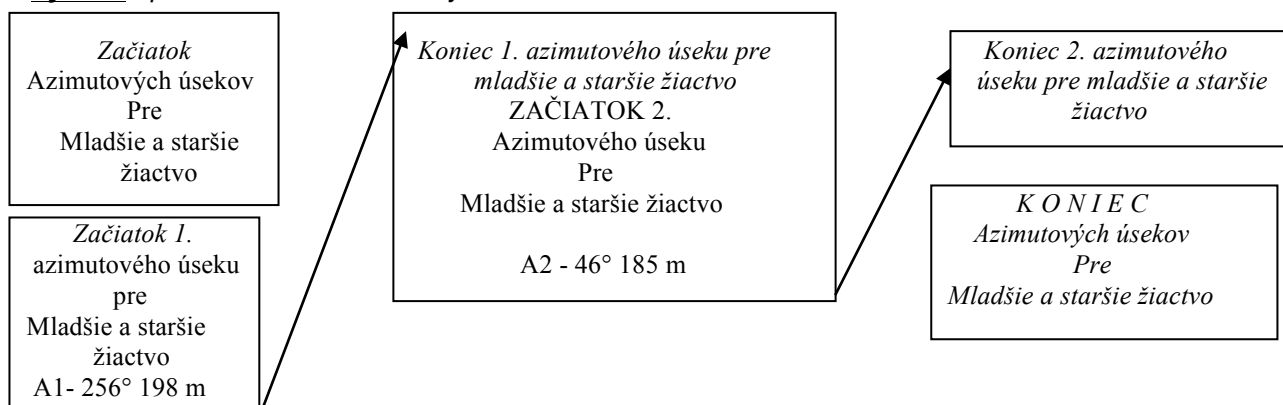 Začiatok
Azimutových úsekov
Pre
Mladšie a staršie
žiactvo
Začiatok 1.
azimutového úseku
pre
Mladšie a staršie
žiactvo
A1- 256° 198 m
Koniec 1. azimutového úseku pre
mladšie a staršie žiactvo
ZAČIATOK 2.
Azimutového úseku
Pre
Mladšie a staršie žiactvo
A2 - 46° 185 m
Koniec 2. azimutového
úseku pre mladšie a staršie
žiactvo
K O N I E C
Azimutových úsekov
Pre
Mladšie a staršie žiactvo